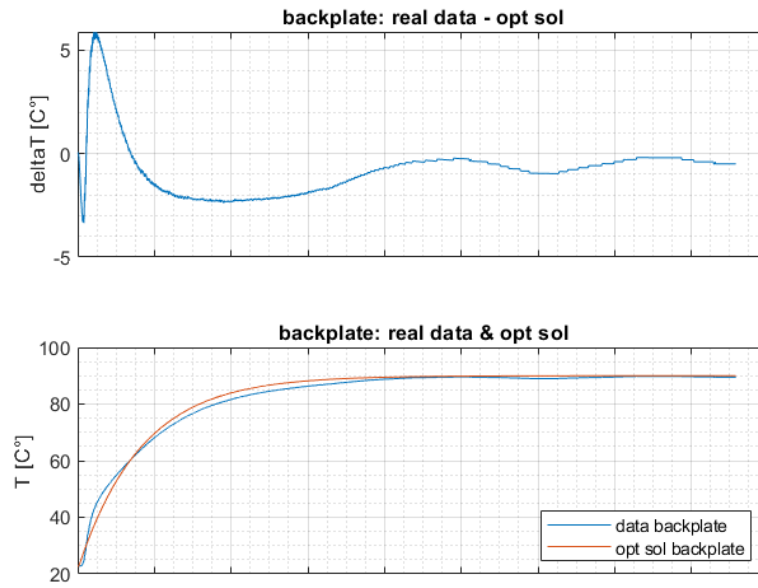 backplate: real data - opt sol
5
0
-5
deltaT [C°]
backplate: real data & opt sol
100
80
60
40
20
T [C°]
data backplate
opt sol backplate